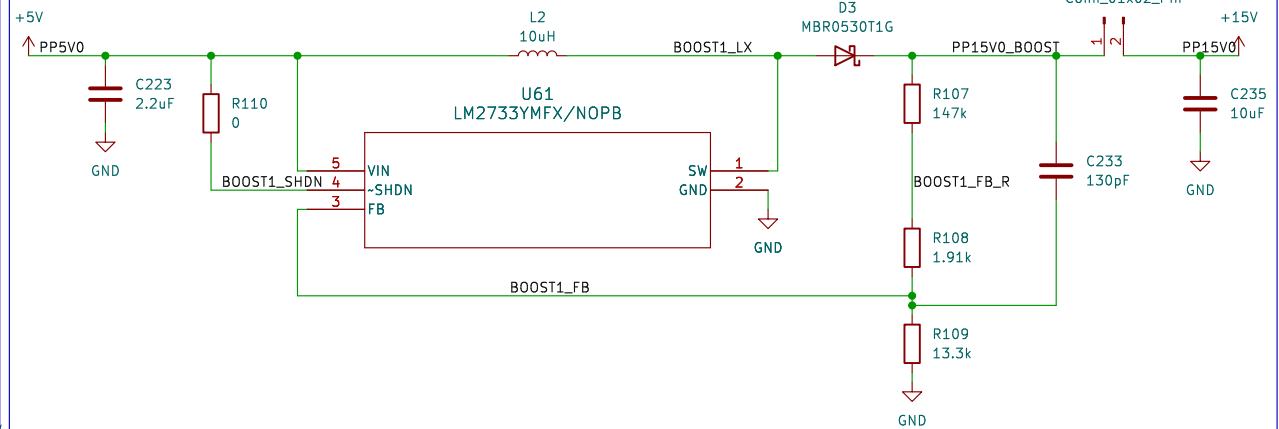 D3
MBR0530T1G
+5V
L2
10uH
+15V
PP5V0
BOOST1_LX
PP15V0_BOOST
1
2
PP15V0
C223
2.2uF
R110
0
U61
LM2733YMFX/NOPB
R107
147k
C235
10uF
GND
5
VIN
SW
1
BOOST1_SHDN
4
~SHDN
GND
2
3
FB
BOOST1_FB_R
C233
130pF
GND
GND
R108
1.91k
BOOST1_FB
R109
13.3k
GND